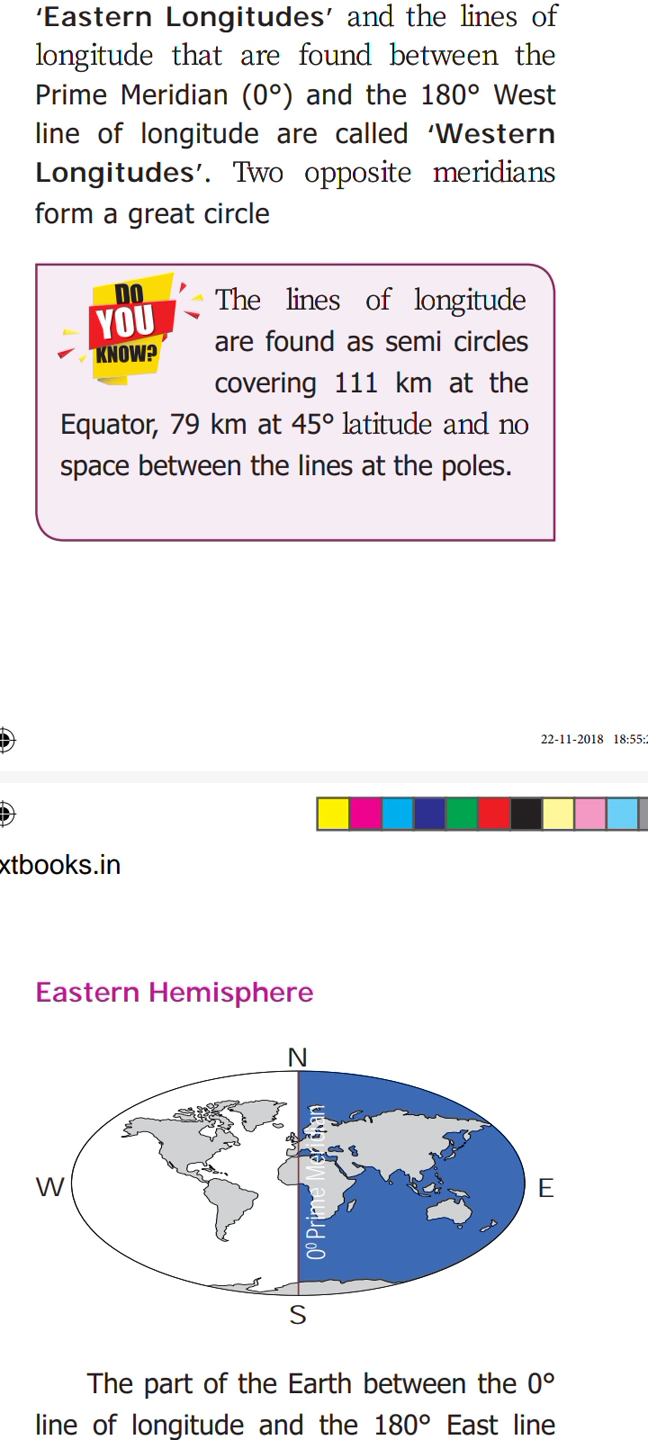 ‘Eastern Longitudes’ and the lines of
longitude that are found between the
Prime Meridian (0°) and the 180° West
line of longitude are called ‘Western
Longitudes’. Two opposite meridians
form a great circle
DO
YOU
KNOW?
The lines of longitude
are found as semi circles
covering 111 km at the
Equator, 79 km at 45° latitude and no
space between the lines at the poles.
22-11-2018 18:55:2
xtbooks.in
Eastern Hemisphere
N
W
0⁰ Prime Meridian
E
S
The part of the Earth between the 0°
line of longitude and the 180° East line